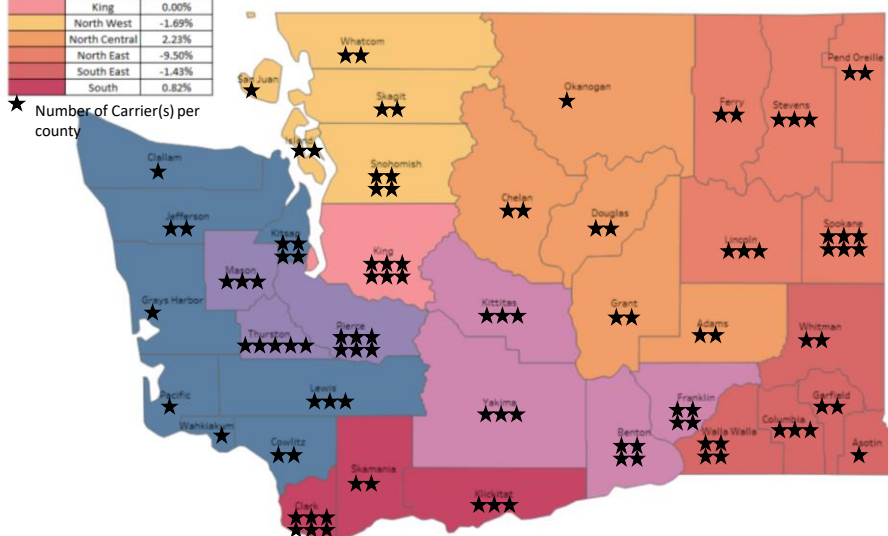 King 0.00%
North West -1.69%
North Central 2.23%
North East -9.50%
South East -1.43%
South 0.82%
Number of Carrier(s) per
county
Whatcom
San Juan
Skagit
Island
Snohomish
Okanogan
Ferry
Stevens
Pend Oreille
Clallam
Jefferson
Kitsap
Chelan
Douglas
Lincoln
Spokane
King
Mason
Grays Harbor
Kittitas
Grant
Adams
Whitman
Thurston
Pierce
Pacific
Lewis
Yakima
Franklin
Garfield
Wahkiakum
Cowlitz
Benton
Walla Walla
Columbia
Asotin
Skamania
Klickitat
Clark